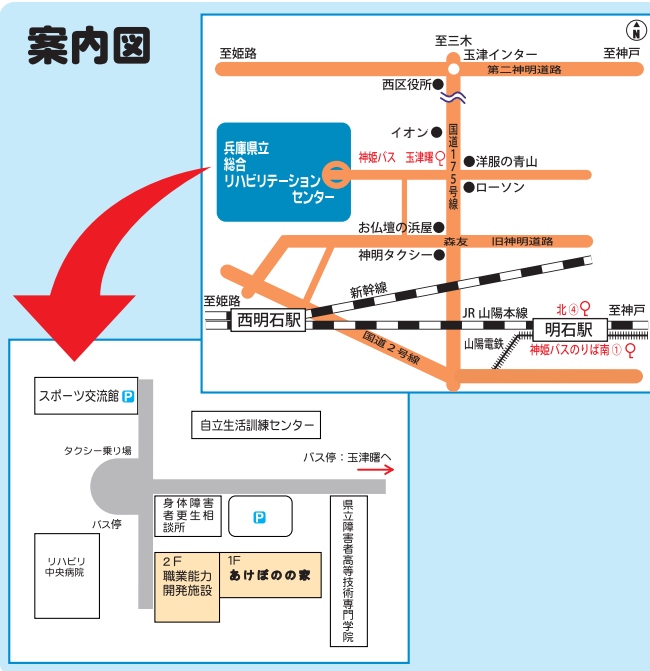 案内図
N
至三木
至姫路
玉津インター
至神戸
第二神明道路
西区役所
イオン
国道175号線
兵庫県立
総合
リハビリテーション
センター
神姫バス 玉津曙
洋服の青山
ローソン
お仏壇の浜屋
森友 旧神明道路
神明タクシー
新幹線
至姫路
西明石駅
JR山陽本線
北④
至神戸
明石駅
山陽電鉄
神姫バスのりば南①
国道2号線
スポーツ交流館 P
自立生活訓練センター
タクシー乗り場
バス停:玉津曙へ
バス停
身体障害
者更生相
談所
P
県立障害者高等技術専門学院
リハビリ
中央病院
2F
職業能力
開発施設
1F
あけぼのの家